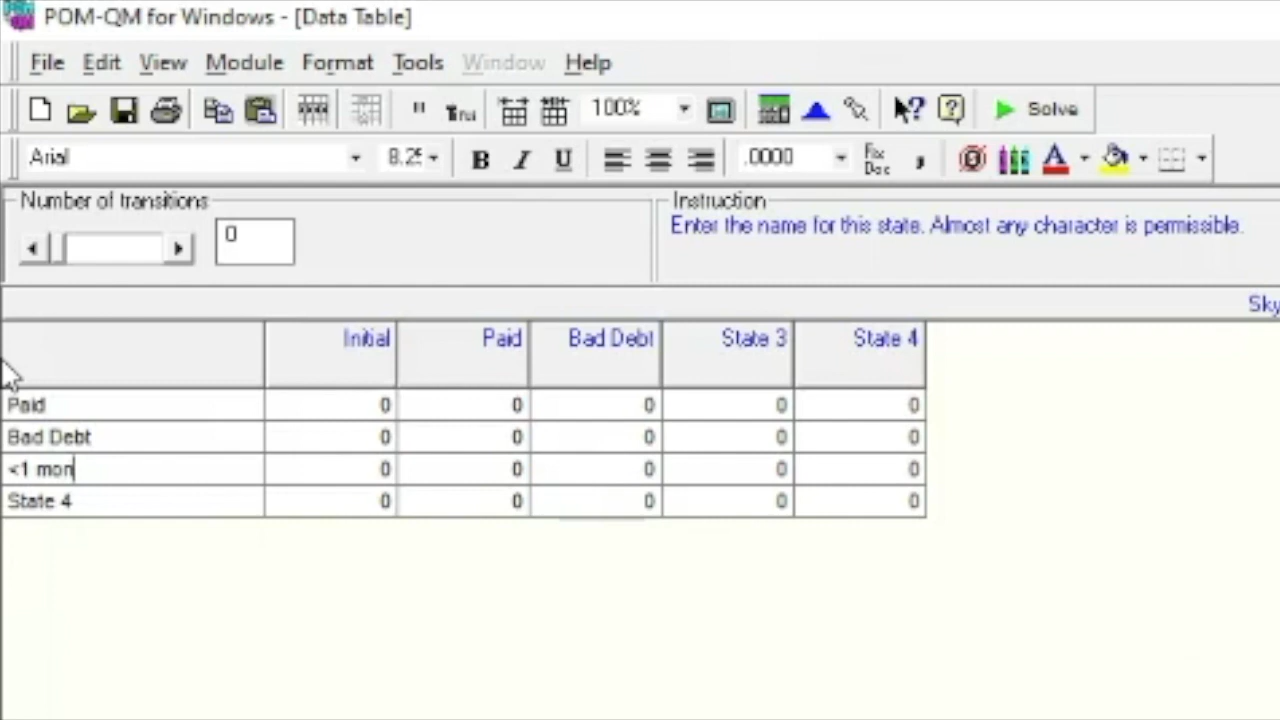 POM-QM for Windows - [Data Table]
File Edit View Module Format Tools Window Help
100% Solve
Arial 8.25 B I U .0000 Fix Dec ,
Number of transitions Instruction
0 Enter the name for this state. Almost any character is permissible.
Sky
Initial Paid Bad Debt State 3 State 4
Paid 0 0 0 0 0
Bad Debt 0 0 0 0 0
<1 mon 0 0 0 0 0
State 4 0 0 0 0 0